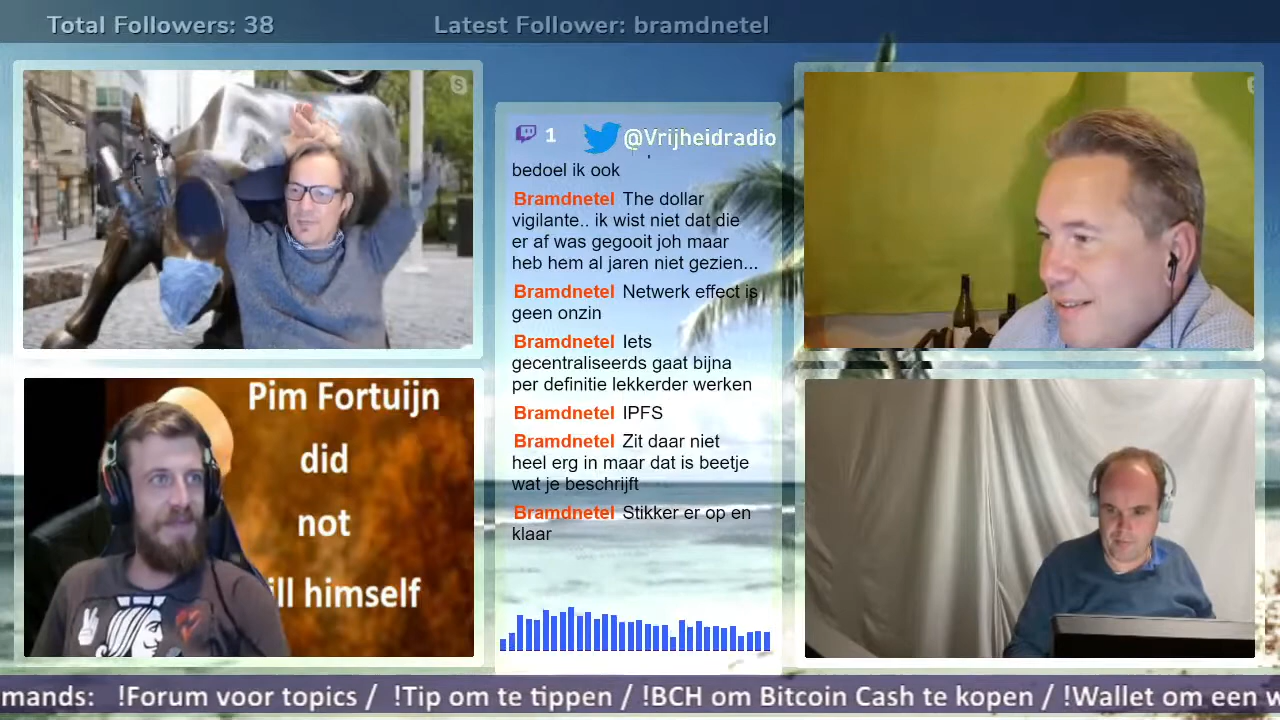 Total Followers: 38
Latest Follower: bramdnetel
1
@Vrijheidradio
bedoel ik ook
Bramdnetel The dollar
vigilante.. ik wist niet dat die
er af was gegooit joh maar
heb hem al jaren niet gezien...
Bramdnetel Netwerk effect is
geen onzin
Bramdnetel Iets
gecentraliseerds gaat bijna
per definitie lekkerder werken
Bramdnetel IPFS
Bramdnetel Zit daar niet
heel erg in maar dat is beetje
wat je beschrijft
Bramdnetel Stikker er op en
klaar
Pim Fortuijn
did
not
ill himself
mands: !Forum voor topics / !Tip om te tippen / !BCH om Bitcoin Cash te kopen / !Wallet om een w